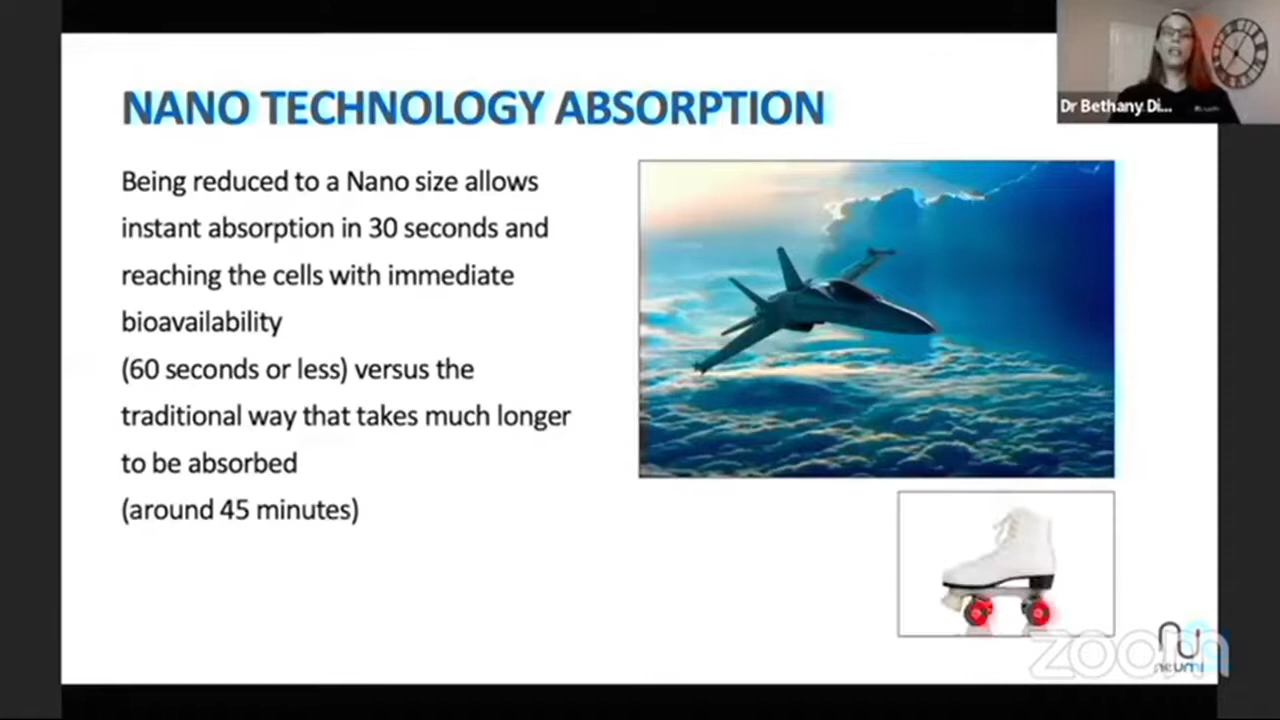 NANO TECHNOLOGY ABSORPTION
Dr Bethany Di...
Being reduced to a Nano size allows
instant absorption in 30 seconds and
reaching the cells with immediate
bioavailability
(60 seconds or less) versus the
traditional way that takes much longer
to be absorbed
(around 45 minutes)
zoom
neumi